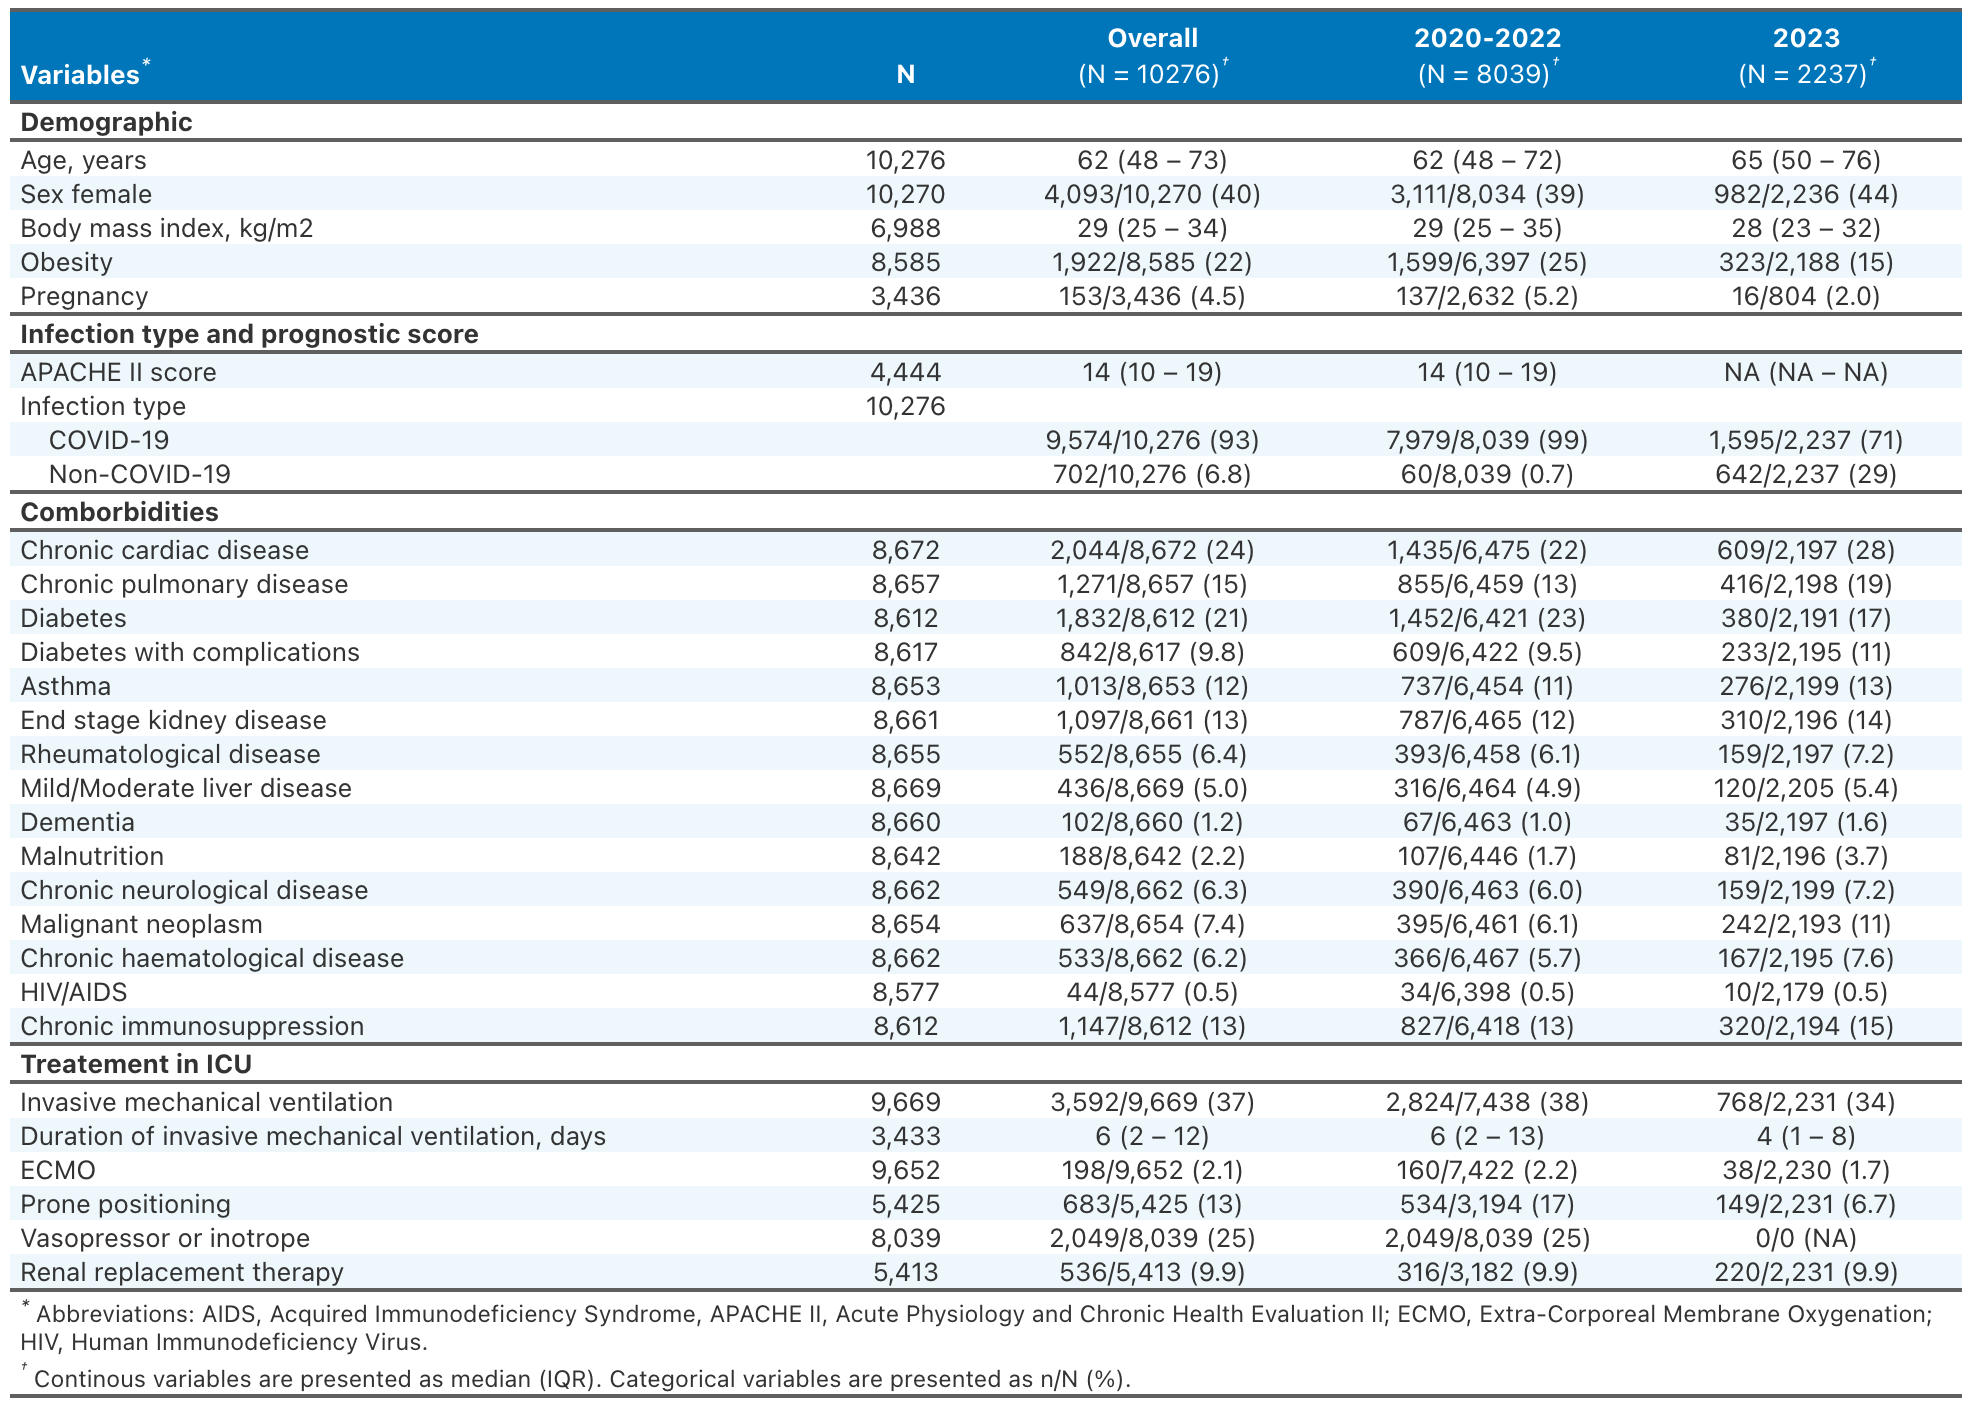 Variables* N Overall (N = 10276)† 2020-2022 (N = 8039)† 2023 (N = 2237)†
Demographic
Age, years 10,276 62 (48 – 73) 62 (48 – 72) 65 (50 – 76)
Sex female 10,270 4,093/10,270 (40) 3,111/8,034 (39) 982/2,236 (44)
Body mass index, kg/m2 6,988 29 (25 – 34) 29 (25 – 35) 28 (23 – 32)
Obesity 8,585 1,922/8,585 (22) 1,599/6,397 (25) 323/2,188 (15)
Pregnancy 3,436 153/3,436 (4.5) 137/2,632 (5.2) 16/804 (2.0)
Infection type and prognostic score
APACHE II score 4,444 14 (10 – 19) 14 (10 – 19) NA (NA – NA)
Infection type 10,276
COVID-19 9,574/10,276 (93) 7,979/8,039 (99) 1,595/2,237 (71)
Non-COVID-19 702/10,276 (6.8) 60/8,039 (0.7) 642/2,237 (29)
Comborbidities
Chronic cardiac disease 8,672 2,044/8,672 (24) 1,435/6,475 (22) 609/2,197 (28)
Chronic pulmonary disease 8,657 1,271/8,657 (15) 855/6,459 (13) 416/2,198 (19)
Diabetes 8,612 1,832/8,612 (21) 1,452/6,421 (23) 380/2,191 (17)
Diabetes with complications 8,617 842/8,617 (9.8) 609/6,422 (9.5) 233/2,195 (11)
Asthma 8,653 1,013/8,653 (12) 737/6,454 (11) 276/2,199 (13)
End stage kidney disease 8,661 1,097/8,661 (13) 787/6,465 (12) 310/2,196 (14)
Rheumatological disease 8,655 552/8,655 (6.4) 393/6,458 (6.1) 159/2,197 (7.2)
Mild/Moderate liver disease 8,669 436/8,669 (5.0) 316/6,464 (4.9) 120/2,205 (5.4)
Dementia 8,660 102/8,660 (1.2) 67/6,463 (1.0) 35/2,197 (1.6)
Malnutrition 8,642 188/8,642 (2.2) 107/6,446 (1.7) 81/2,196 (3.7)
Chronic neurological disease 8,662 549/8,662 (6.3) 390/6,463 (6.0) 159/2,199 (7.2)
Malignant neoplasm 8,654 637/8,654 (7.4) 395/6,461 (6.1) 242/2,193 (11)
Chronic haematological disease 8,662 533/8,662 (6.2) 366/6,467 (5.7) 167/2,195 (7.6)
HIV/AIDS 8,577 44/8,577 (0.5) 34/6,398 (0.5) 10/2,179 (0.5)
Chronic immunosuppression 8,612 1,147/8,612 (13) 827/6,418 (13) 320/2,194 (15)
Treatement in ICU
Invasive mechanical ventilation 9,669 3,592/9,669 (37) 2,824/7,438 (38) 768/2,231 (34)
Duration of invasive mechanical ventilation, days 3,433 6 (2 – 12) 6 (2 – 13) 4 (1 – 8)
ECMO 9,652 198/9,652 (2.1) 160/7,422 (2.2) 38/2,230 (1.7)
Prone positioning 5,425 683/5,425 (13) 534/3,194 (17) 149/2,231 (6.7)
Vasopressor or inotrope 8,039 2,049/8,039 (25) 2,049/8,039 (25) 0/0 (NA)
Renal replacement therapy 5,413 536/5,413 (9.9) 316/3,182 (9.9) 220/2,231 (9.9)
* Abbreviations: AIDS, Acquired Immunodeficiency Syndrome, APACHE II, Acute Physiology and Chronic Health Evaluation II; ECMO, Extra-Corporeal Membrane Oxygenation;
HIV, Human Immunodeficiency Virus.
† Continous variables are presented as median (IQR). Categorical variables are presented as n/N (%).